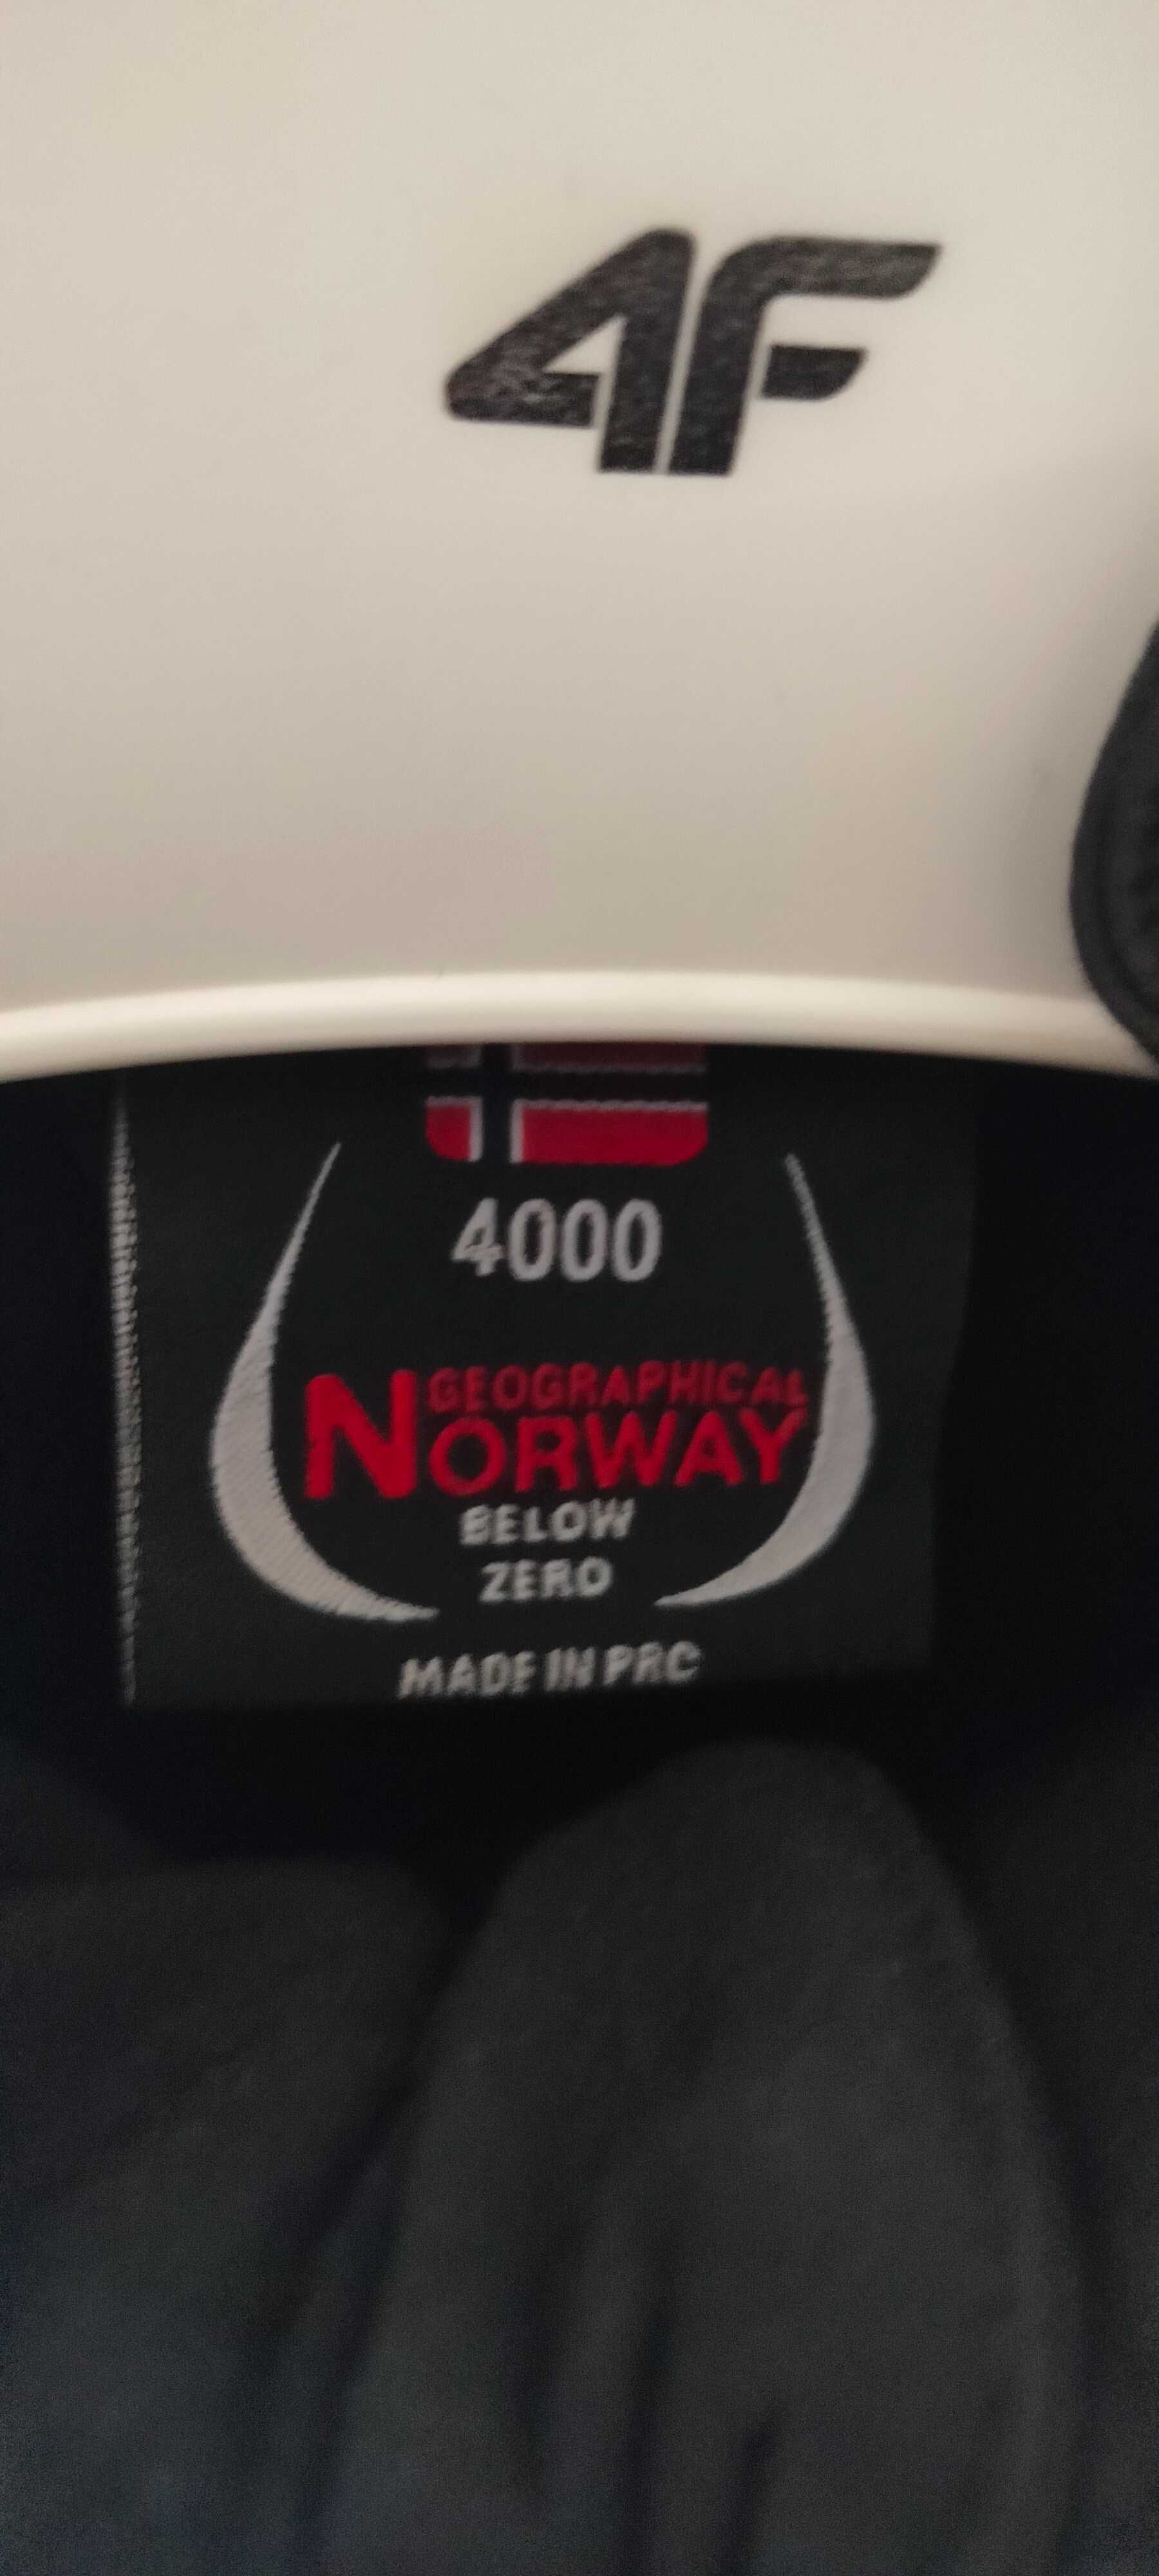 4F
4000
GEOGRAPHICAL
NORWAY
BELOW
ZERO
MADE IN PRC